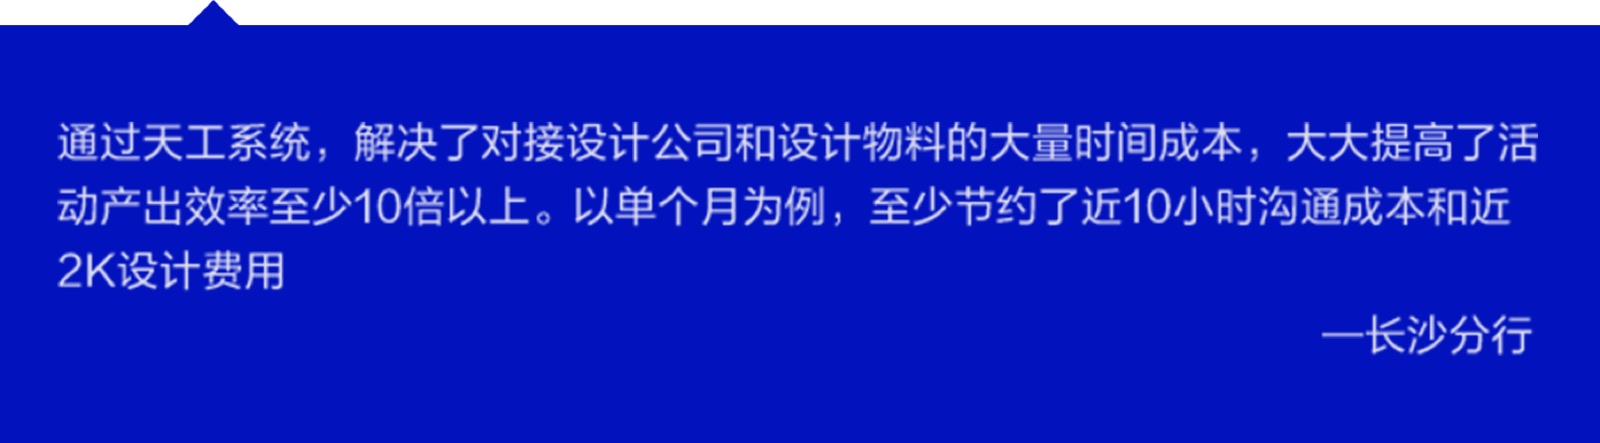 通过天工系统，解决了对接设计公司和设计物料的大量时间成本，大大提高了活
动产出效率至少10倍以上。以单个月为例，至少节约了近10小时沟通成本和近
2K设计费用
—长沙分行